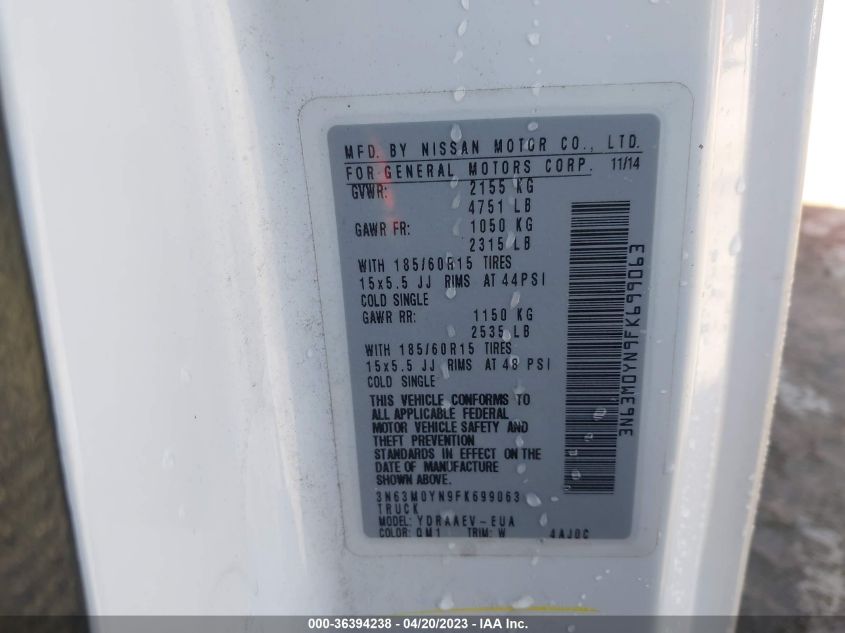 MFD. BY NISSAN MOTOR CO., LTD.
FOR GENERAL MOTORS CORP. 11/14
GVWR: 2155 KG
4751 LB
GAWR FR: 1050 KG
2315 LB
WITH 185/60R15 TIRES
15x5.5 JJ RIMS AT 44PSI
COLD SINGLE
GAWR RR: 1150 KG
2535 LB
WITH 185/60R15 TIRES
15x5.5 JJ RIMS AT 48 PSI
COLD SINGLE
THIS VEHICLE CONFORMS TO
ALL APPLICABLE FEDERAL
MOTOR VEHICLE SAFETY AND
THEFT PREVENTION
STANDARDS IN EFFECT ON THE
DATE OF MANUFACTURE
SHOWN ABOVE.
3N63M0YN9FK699063
TRUCK
MODEL: YDRAAEV-EUA
COLOR: QM1 TRIM: W 4AJ0C
3N63M0YN9FK699063
000-36394238 - 04/20/2023 - IAA Inc.